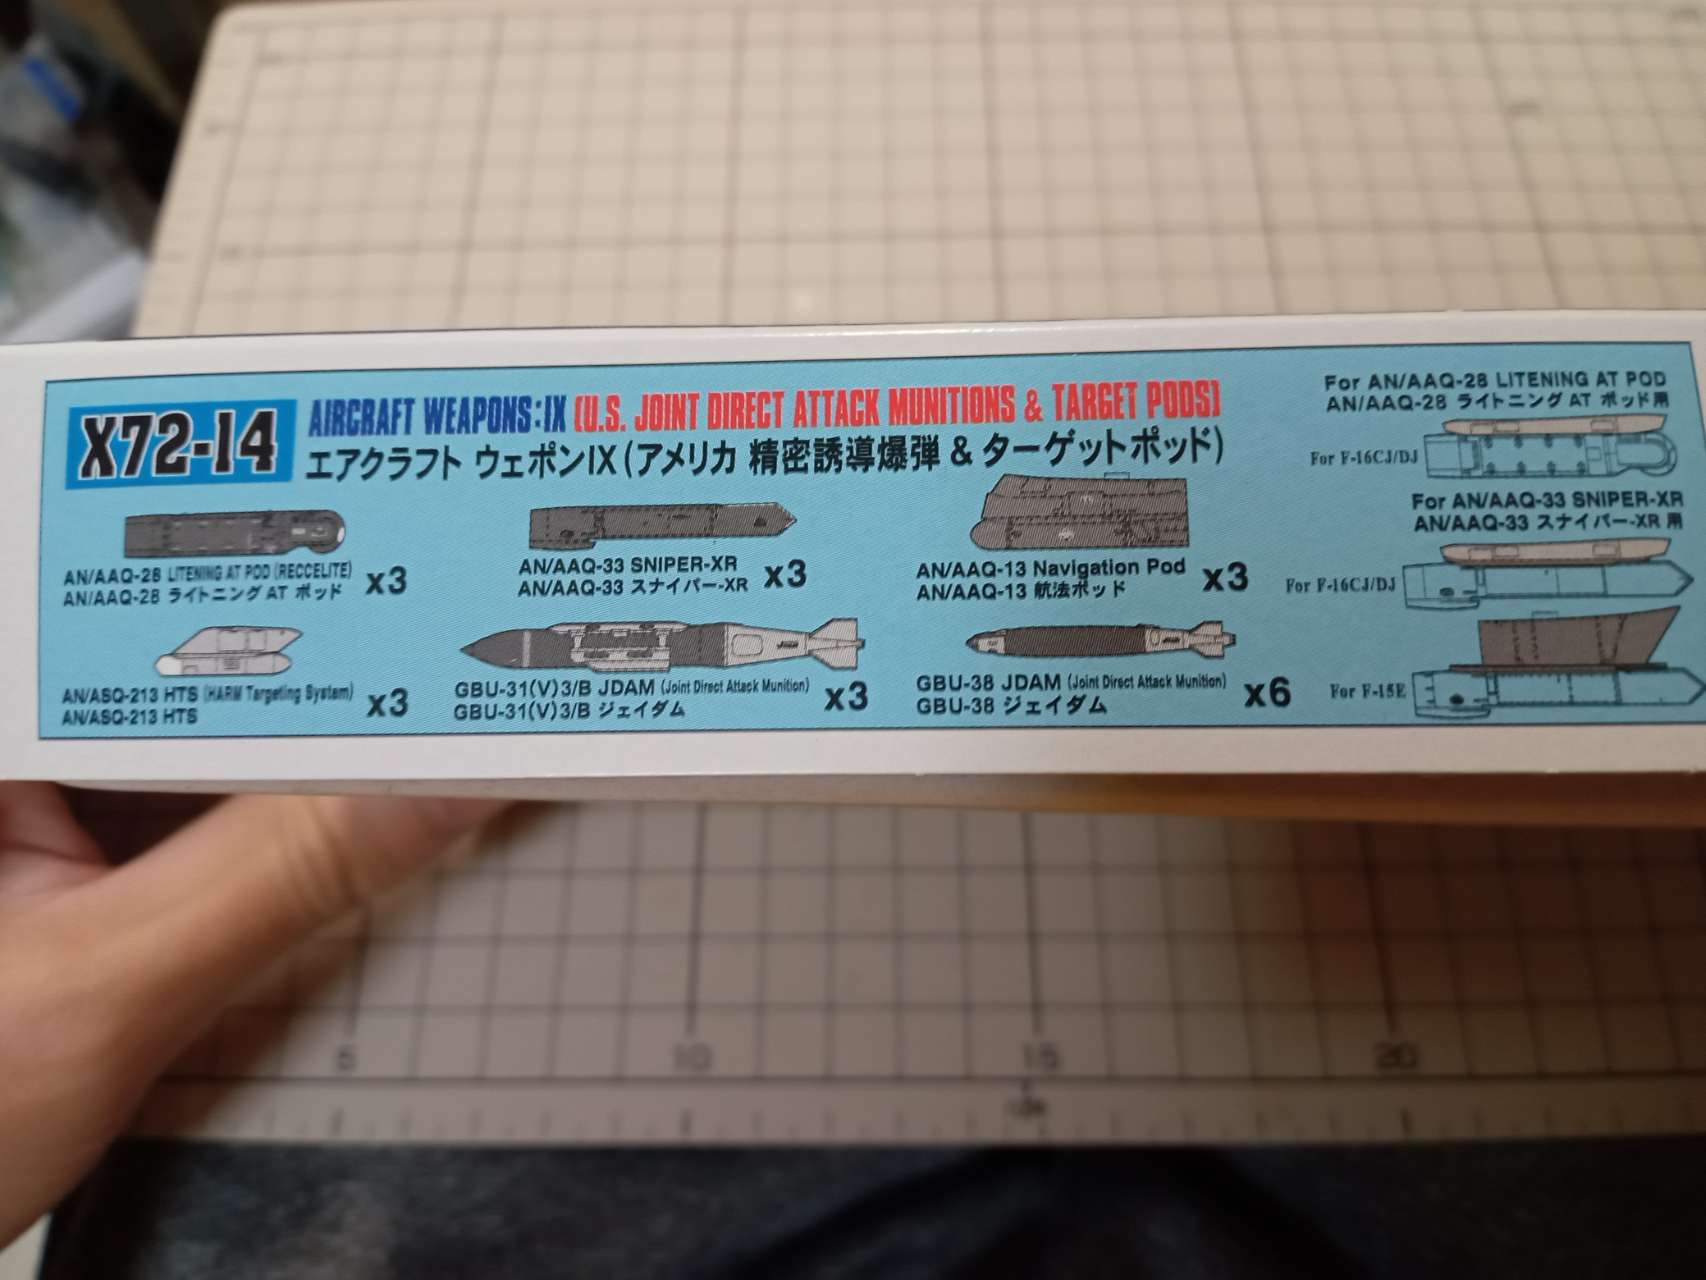 X72-14
AIRCRAFT WEAPONS:IX (U.S. JOINT DIRECT ATTACK MUNITIONS & TARGET PODS)
エアクラフト ウェポンIX(アメリカ 精密誘導爆弾 & ターゲットポッド)
AN/AAQ-28 LITENING AT POD (RECCELITE)
AN/AAQ-28 ライトニング AT ポッド
x3
AN/AAQ-33 SNIPER-XR
AN/AAQ-33 スナイパー-XR
x3
AN/AAQ-13 Navigation Pod
AN/AAQ-13 航法ポッド
x3
AN/ASQ-213 HTS (HARM Targeting System)
AN/ASQ-213 HTS
x3
GBU-31(V)3/B JDAM (Joint Direct Attack Munition)
GBU-31(V)3/B ジェイダム
x3
GBU-38 JDAM (Joint Direct Attack Munition)
GBU-38 ジェイダム
x6
For AN/AAQ-28 LITENING AT POD
AN/AAQ-28 ライトニング AT ポッド用
For F-16CJ/DJ
For AN/AAQ-33 SNIPER-XR
AN/AAQ-33 スナイパー-XR 用
For F-16CJ/DJ
For F-15E
5 10 15 20